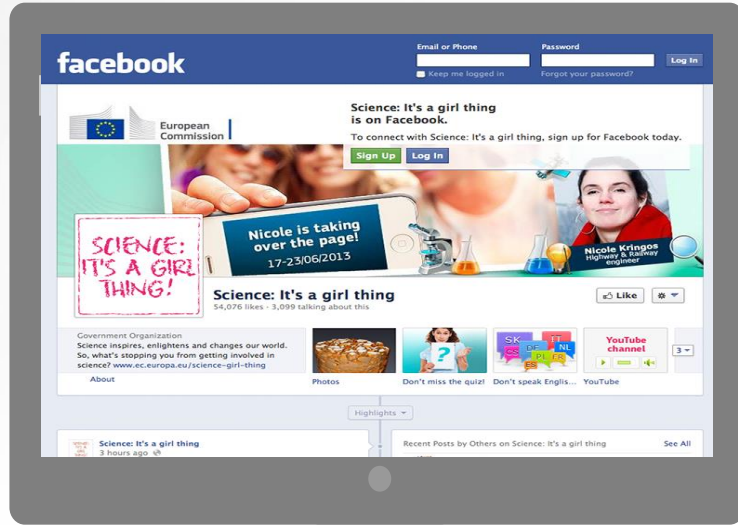 facebook
Email or Phone
Password
Log In
Keep me logged in
Forgot your password?
European
Commission
Science: It's a girl thing
is on Facebook.
To connect with Science: It's a girl thing, sign up for Facebook today.
Sign Up
Log In
Nicole is taking
over the page!
17-23/06/2013
Nicole Kringos
Highway & Railway
engineer
SCIENCE:
IT'S A GIRL
THING!
Science: It's a girl thing
54,076 likes · 3,099 talking about this
Like
Government Organization
Science inspires, enlightens and changes our world.
So, what's stopping you from getting involved in
science? www.ec.europa.eu/science-girl-thing
About
Photos
?
Don't miss the quiz!
SK
IT
CS
DE
NL
PL
FR
ES
Don't speak Englis...
YouTube
channel
YouTube
3
Highlights
Science: It's a girl thing
3 hours ago
Recent Posts by Others on Science: It's a girl thing
See All